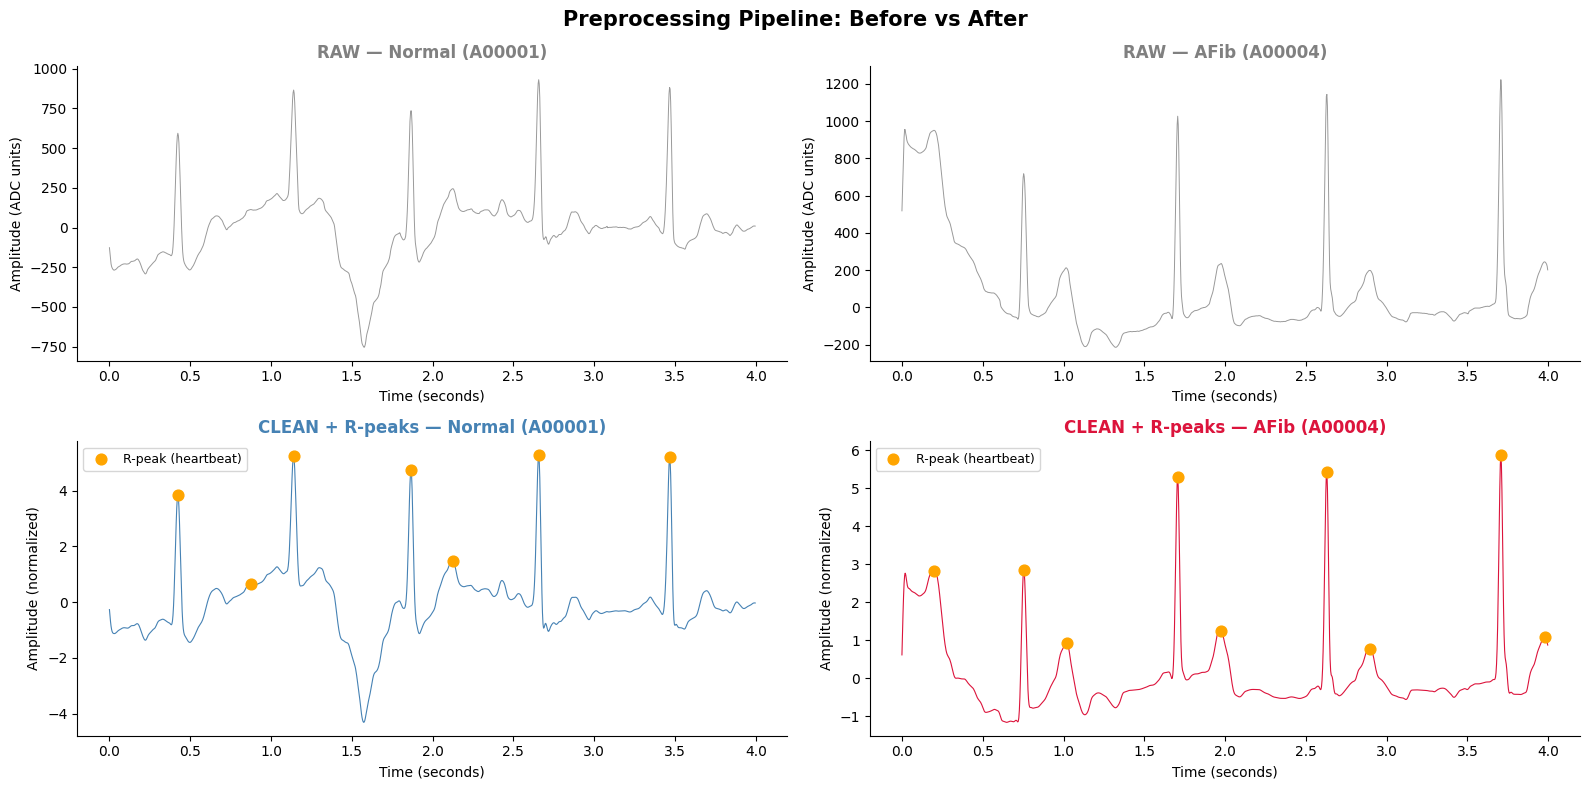 Preprocessing Pipeline: Before vs After
RAW — Normal (A00001)
Amplitude (ADC units)
1000
750
500
250
0
−250
−500
−750
0.0 0.5 1.0 1.5 2.0 2.5 3.0 3.5 4.0
Time (seconds)
RAW — AFib (A00004)
Amplitude (ADC units)
1200
1000
800
600
400
200
0
−200
0.0 0.5 1.0 1.5 2.0 2.5 3.0 3.5 4.0
Time (seconds)
CLEAN + R-peaks — Normal (A00001)
R-peak (heartbeat)
Amplitude (normalized)
4
2
0
−2
−4
0.0 0.5 1.0 1.5 2.0 2.5 3.0 3.5 4.0
Time (seconds)
CLEAN + R-peaks — AFib (A00004)
R-peak (heartbeat)
Amplitude (normalized)
6
5
4
3
2
1
0
−1
0.0 0.5 1.0 1.5 2.0 2.5 3.0 3.5 4.0
Time (seconds)